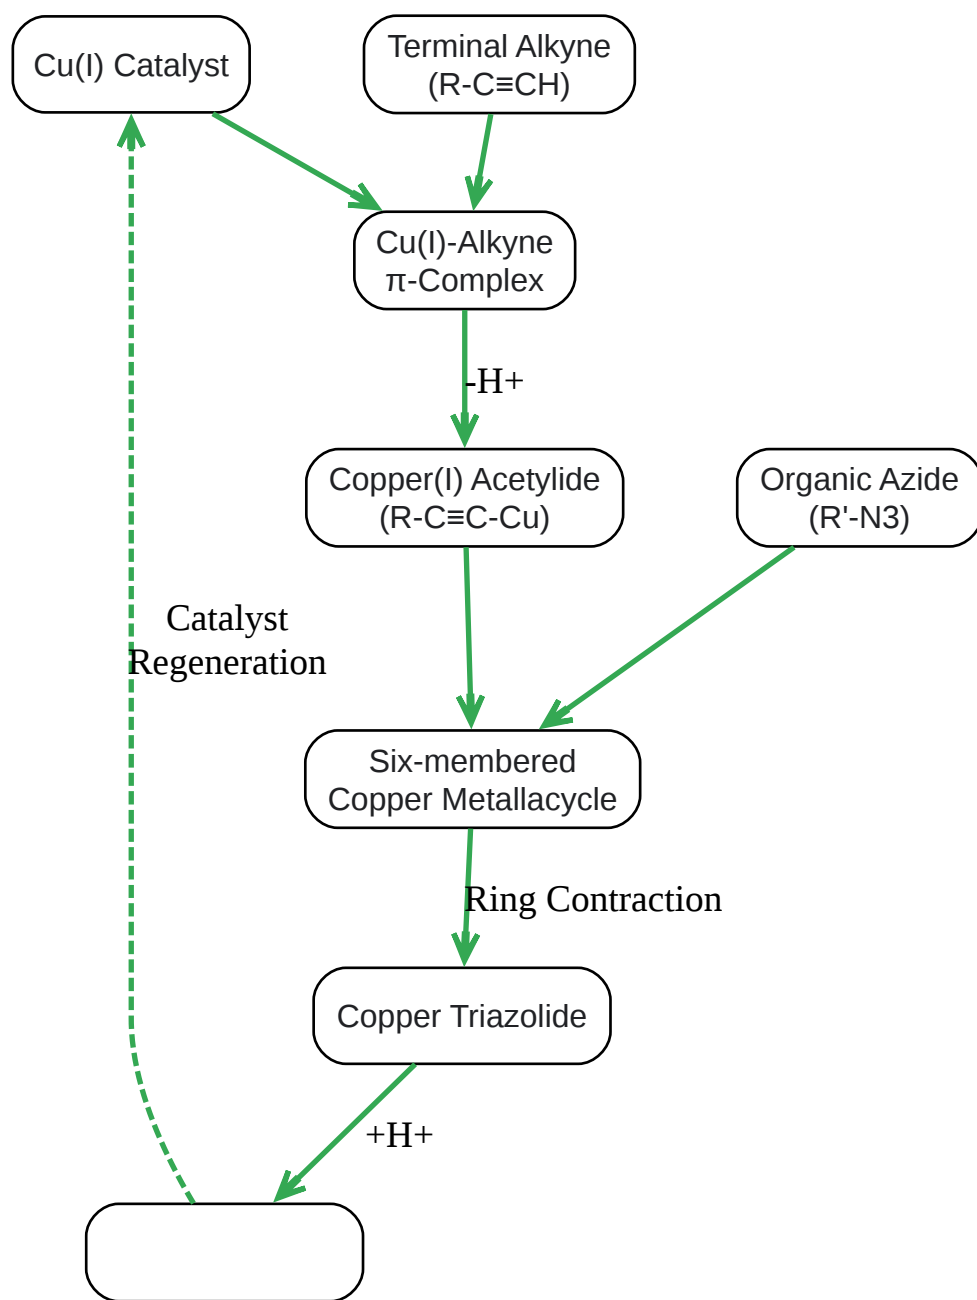 Cu(I) Catalyst
Terminal Alkyne
(R-C≡CH)
Cu(I)-Alkyne
π-Complex
-H+
Copper(I) Acetylide
(R-C≡C-Cu)
Organic Azide
(R'-N3)
Catalyst
Regeneration
Six-membered
Copper Metallacycle
Ring Contraction
Copper Triazolide
+H+